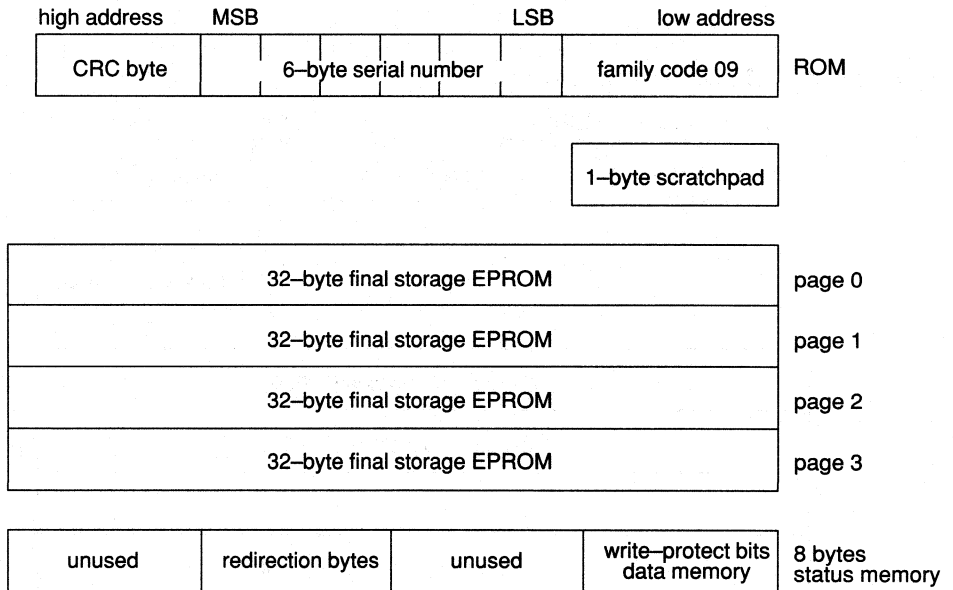 high address MSB LSB low address
CRC byte 6–byte serial number family code 09 ROM
1–byte scratchpad
32–byte final storage EPROM page 0
32–byte final storage EPROM page 1
32–byte final storage EPROM page 2
32–byte final storage EPROM page 3
unused redirection bytes unused write–protect bits data memory 8 bytes status memory